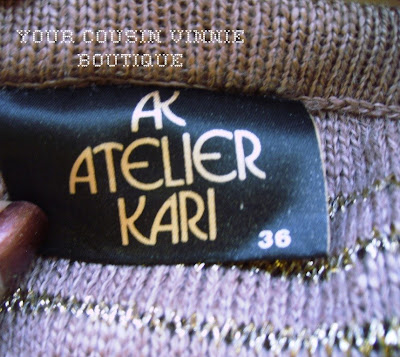 YOUR COUSIN VINNIE
BOUTIQUE
AK
ATELIER
KARI
36